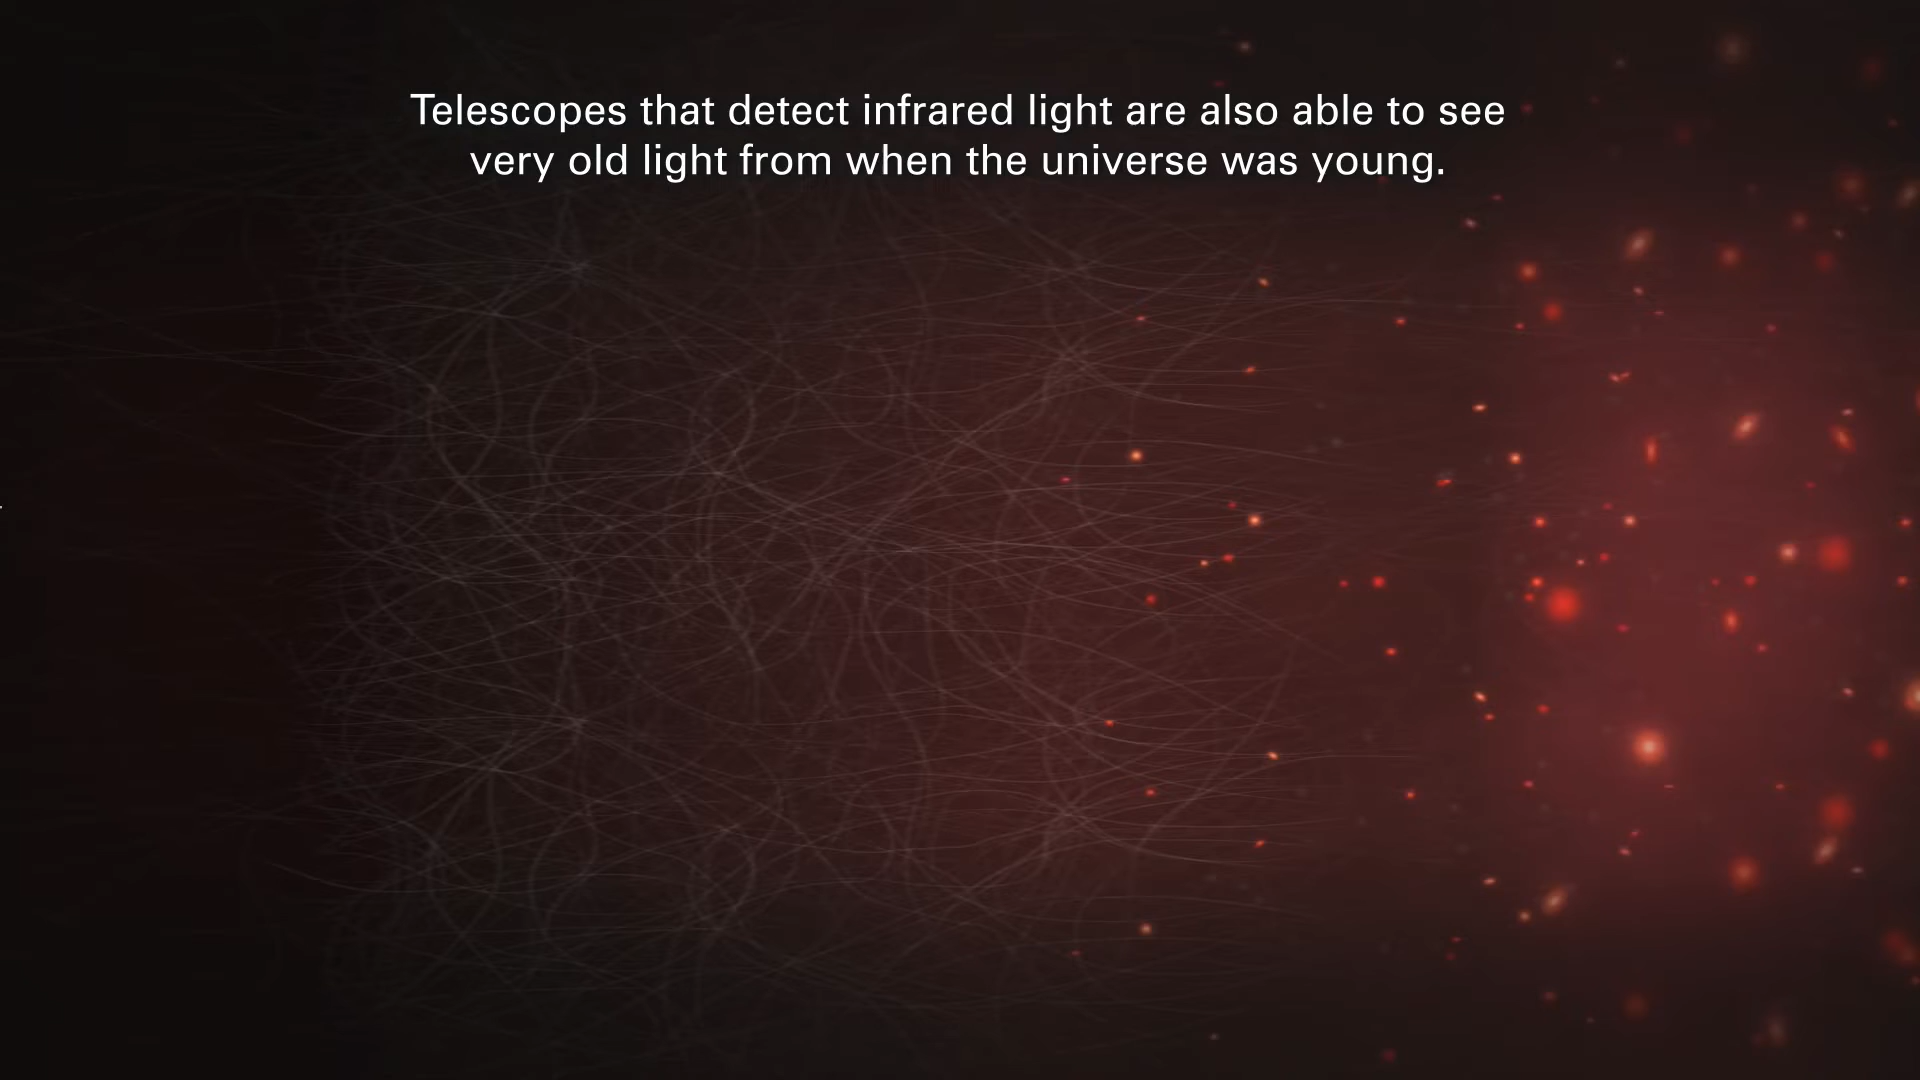 Telescopes that detect infrared light are also able to see
very old light from when the universe was young.